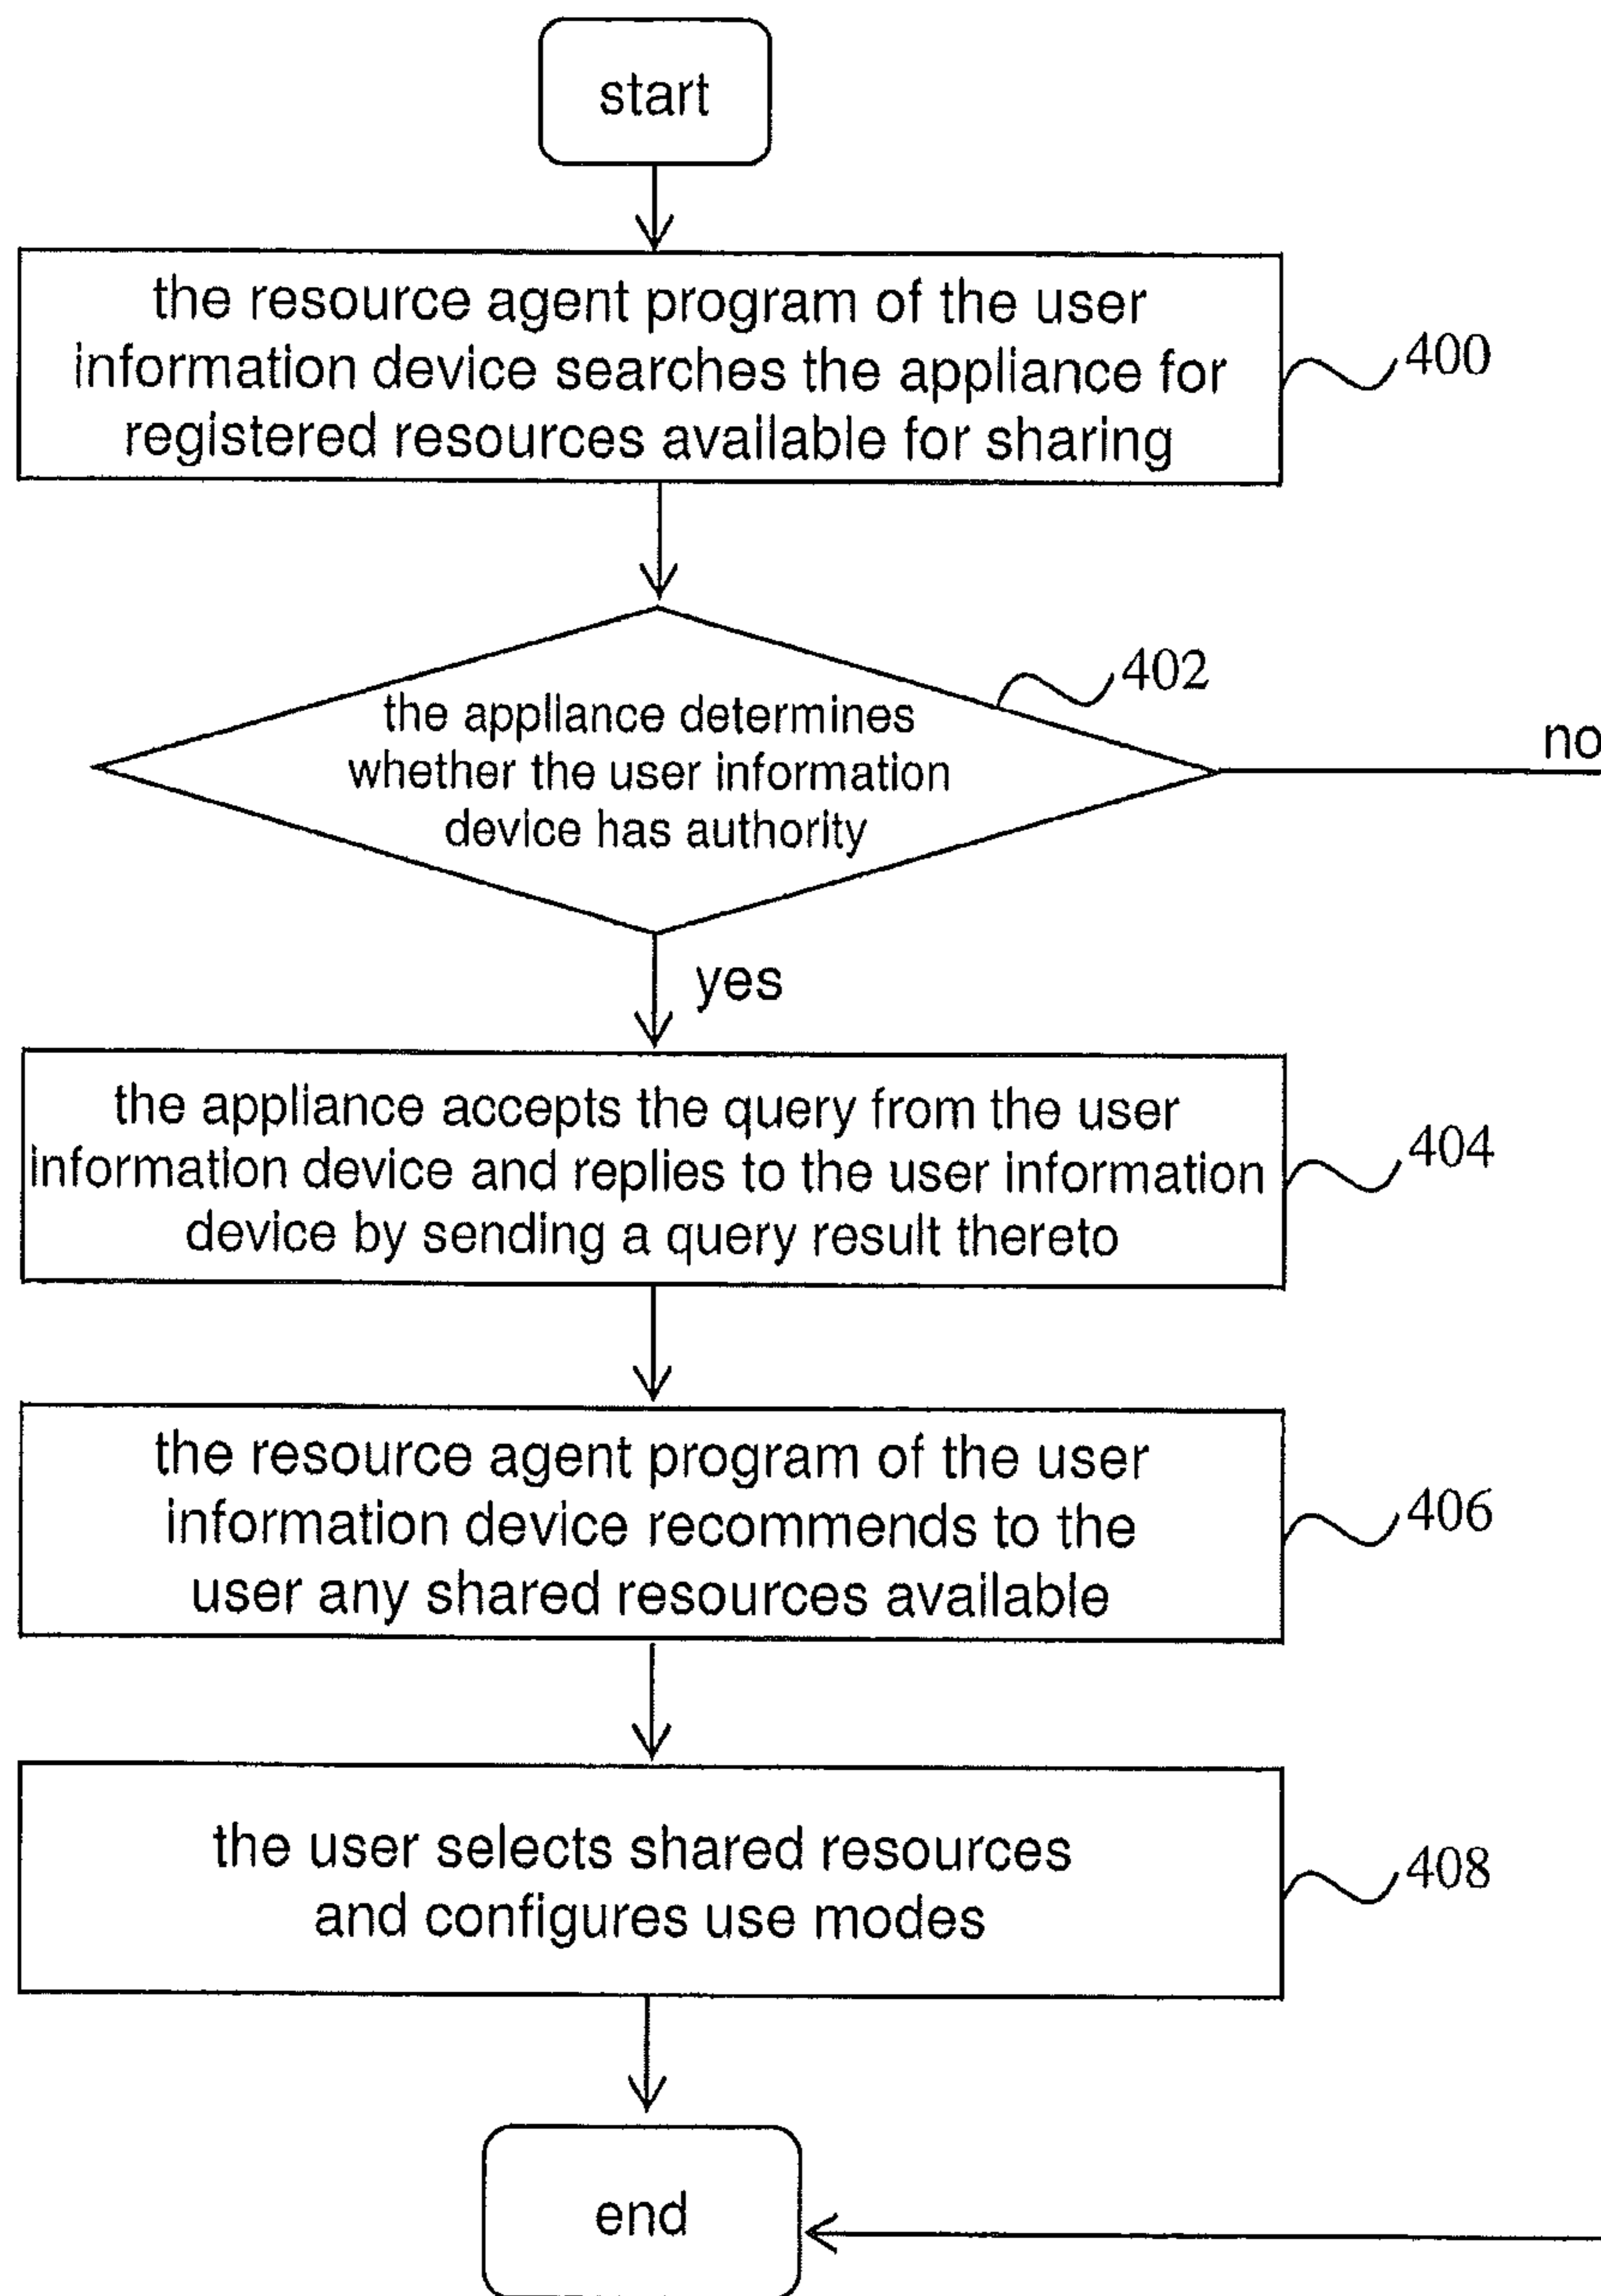 start
the resource agent program of the user
information device searches the appliance for
registered resources available for sharing
400
402
the appliance determines
whether the user information
device has authority
no
yes
the appliance accepts the query from the user
information device and replies to the user information
device by sending a query result thereto
404
the resource agent program of the user
information device recommends to the
user any shared resources available
406
the user selects shared resources
and configures use modes
408
end